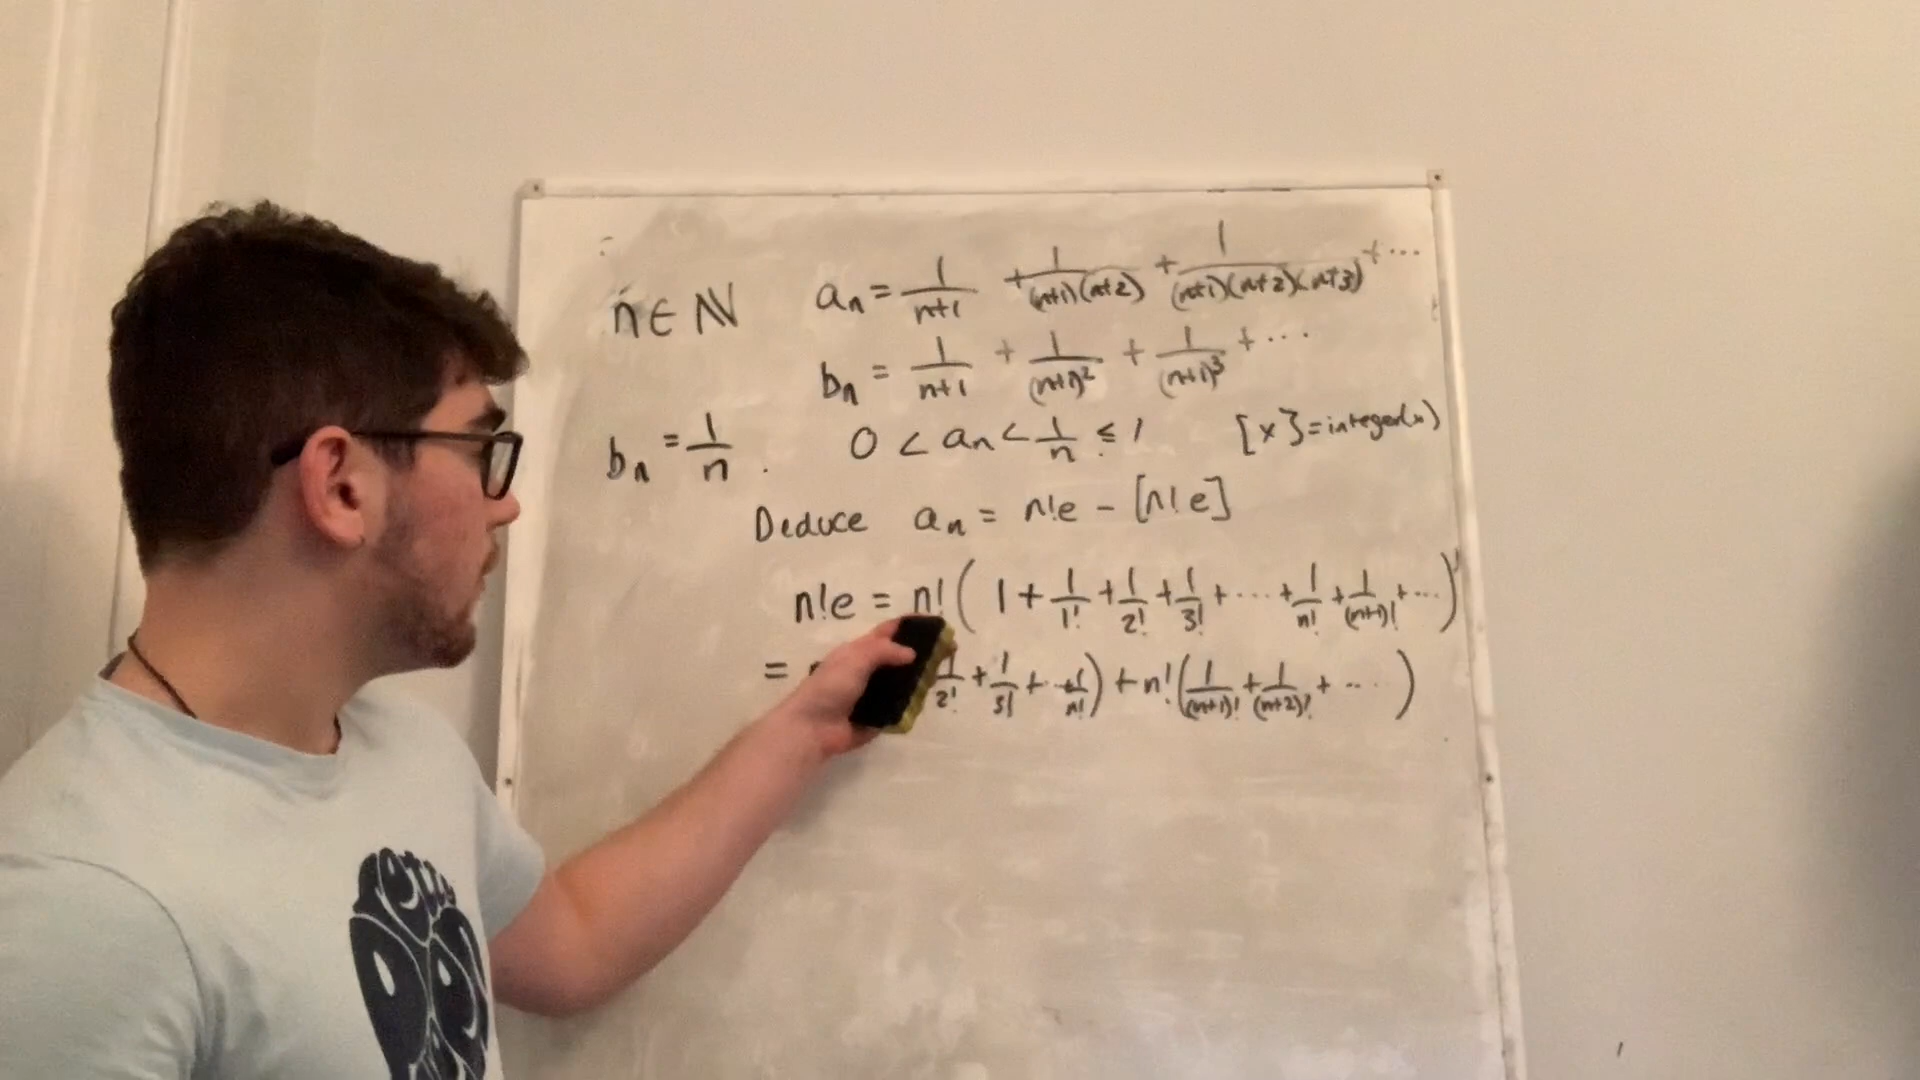 n ∈ ℕ   aₙ = 1/(n+1) + 1/((n+1)(n+2)) + 1/((n+1)(n+2)(n+3)) + ...
bₙ = 1/(n+1) + 1/(n+1)² + 1/(n+1)³ + ...
bₙ = 1/n .   0 < aₙ < 1/n ≤ 1   [x] = integer(x)
Deduce aₙ = n!e - [n!e]
n!e = n!(1 + 1/1! + 1/2! + 1/3! + ... + 1/n! + 1/(n+1)! + ...)
= 1/2! + 1/3! + ... + 1/n!) + n!(1/(n+1)! + 1/(n+2)! + ...)